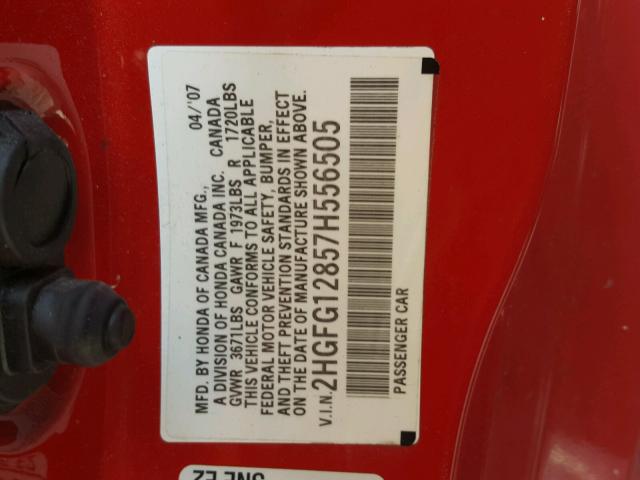 MFD. BY HONDA OF CANADA MFG., 04/'07
A DIVISION OF HONDA CANADA INC. CANADA
GVWR 3671LBS GAWR F 1973LBS R 1720LBS
THIS VEHICLE CONFORMS TO ALL APPLICABLE
FEDERAL MOTOR VEHICLE SAFETY, BUMPER,
AND THEFT PREVENTION STANDARDS IN EFFECT
ON THE DATE OF MANUFACTURE SHOWN ABOVE.
V.I.N. 2HGFG12857H556505
PASSENGER CAR